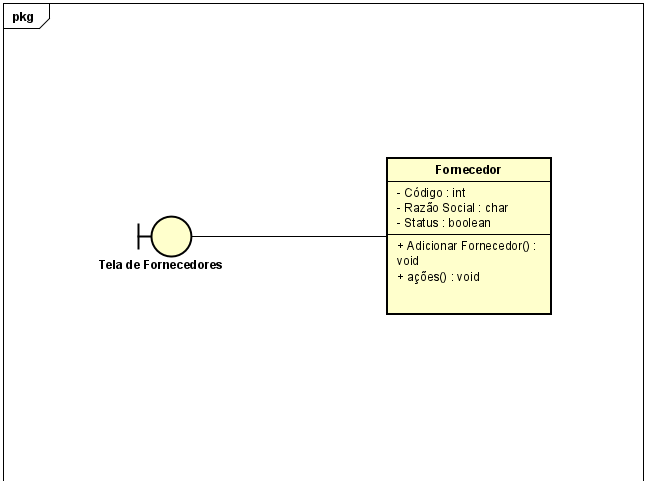 pkg
Fornecedor
- Código : int
- Razão Social : char
- Status : boolean
+ Adicionar Fornecedor() :
void
+ ações() : void
Tela de Fornecedores